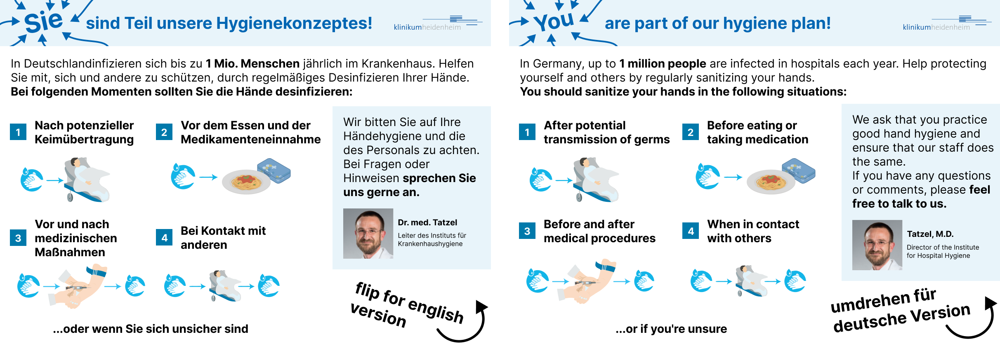 Sie sind Teil unsere Hygienekonzeptes!
klinikumheidenheim
In Deutschlandinfizieren sich bis zu 1 Mio. Menschen jährlich im Krankenhaus. Helfen
Sie mit, sich und andere zu schützen, durch regelmäßiges Desinfizieren Ihrer Hände.
Bei folgenden Momenten sollten Sie die Hände desinfizieren:
1
Nach potenzieller
Keimübertragung
2
Vor dem Essen und der
Medikamenteneinnahme
3
Vor und nach
medizinischen
Maßnahmen
4
Bei Kontakt mit
anderen
...oder wenn Sie sich unsicher sind
Wir bitten Sie auf Ihre
Händehygiene und die
des Personals zu achten.
Bei Fragen oder
Hinweisen sprechen Sie
uns gerne an.
Dr. med. Tatzel
Leiter des Instituts für
Krankenhaushygiene
flip for english
version
You are part of our hygiene plan!
klinikumheidenheim
In Germany, up to 1 million people are infected in hospitals each year. Help protecting
yourself and others by regularly sanitizing your hands.
You should sanitize your hands in the following situations:
1
After potential
transmission of germs
2
Before eating or
taking medication
3
Before and after
medical procedures
4
When in contact
with others
...or if you're unsure
We ask that you practice
good hand hygiene and
ensure that our staff does
the same.
If you have any questions
or comments, please feel
free to talk to us.
Tatzel, M.D.
Director of the Institute
for Hospital Hygiene
umdrehen für
deutsche Version